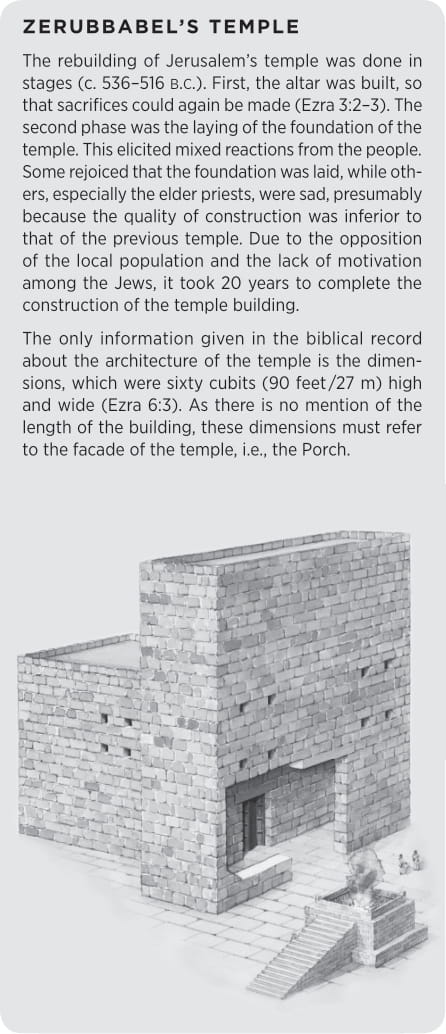 ZERUBBABEL’S TEMPLE
The rebuilding of Jerusalem’s temple was done in
stages (c. 536–516 B.C.). First, the altar was built, so
that sacrifices could again be made (Ezra 3:2–3). The
second phase was the laying of the foundation of the
temple. This elicited mixed reactions from the people.
Some rejoiced that the foundation was laid, while oth-
ers, especially the elder priests, were sad, presumably
because the quality of construction was inferior to
that of the previous temple. Due to the opposition
of the local population and the lack of motivation
among the Jews, it took 20 years to complete the
construction of the temple building.
The only information given in the biblical record
about the architecture of the temple is the dimen-
sions, which were sixty cubits (90 feet/27 m) high
and wide (Ezra 6:3). As there is no mention of the
length of the building, these dimensions must refer
to the facade of the temple, i.e., the Porch.